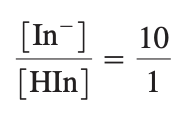 [In⁻] / [HIn] = 10 / 1